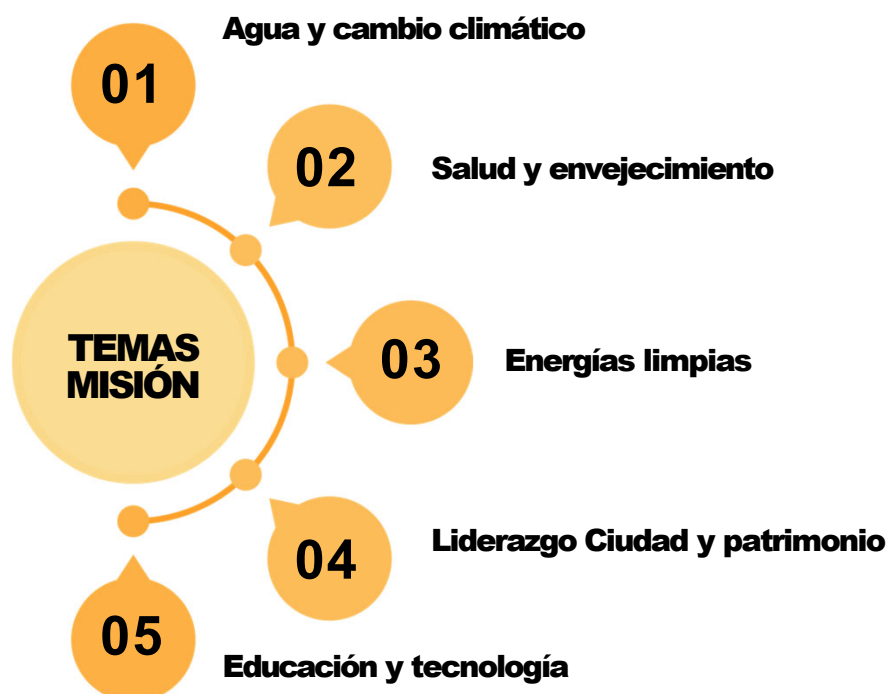 Agua y cambio climático
01
02
Salud y envejecimiento
TEMAS
MISIÓN
03
Energías limpias
04
Liderazgo Ciudad y patrimonio
05
Educación y tecnología